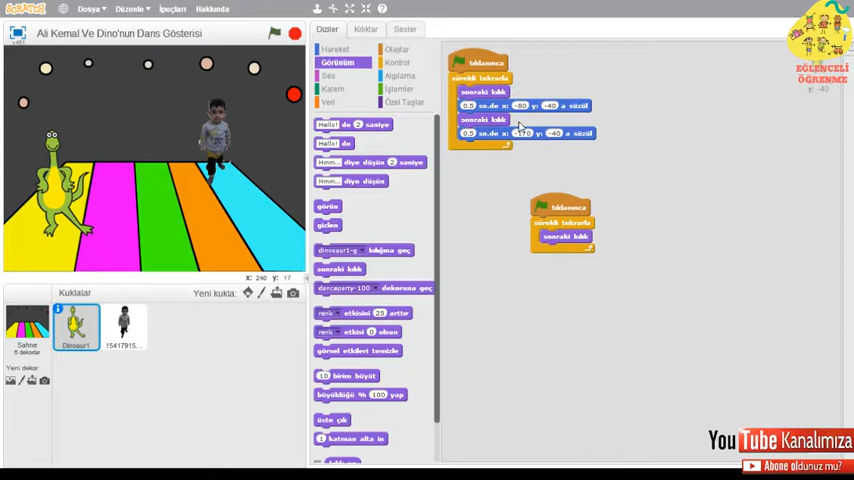 SCRATCH
Dosya Düzenle İpuçları Hakkında
Ali Kemal Ve Dino'nun Dans Gösterisi
v461
Diziler Kılıklar Sesler
Hareket Olaylar
Görünüm Kontrol
Ses Algılama
Kalem İşlemler
Veri Özel Taşlar
Hello! de 2 saniye
Hello! de
Hmm... diye düşün 2 saniye
Hmm... diye düşün
görün
gizlen
dinosaur1-g kılığına geç
sonraki kılık
danceparty-100 dekoruna geç
renk etkisini 25 arttır
renk etkisi 0 olsun
görsel etkileri temizle
10 birim büyüt
büyüklüğü % 100 yap
üste çık
1 katman alta in
tıklanınca
sürekli tekrarla
sonraki kılık
0.5 sn.de x: -80 y: -40 a süzül
sonraki kılık
0.5 sn.de x: -170 y: -40 a süzül
tıklanınca
sürekli tekrarla
sonraki kılık
EĞLENCELİ
ÖĞRENME
y: -40
x: 240 y: 17
Kuklalar Yeni kukla:
Sahne
6 dekorlar
Yeni dekor:
Dinosaur1
15417915...
YouTube Kanalımıza
Abone oldunuz mu?